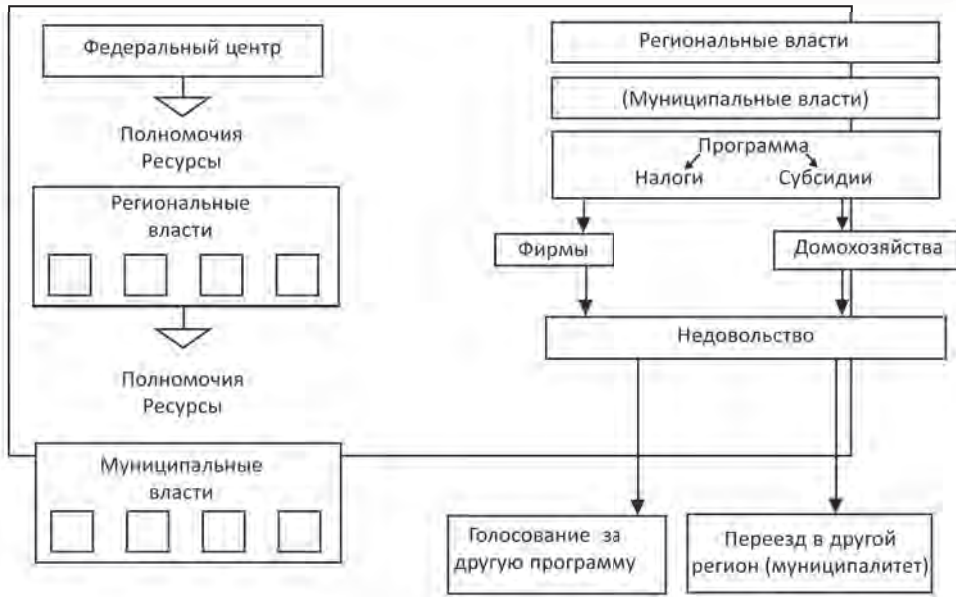 Федеральный центр
Полномочия
Ресурсы
Региональные
власти
Полномочия
Ресурсы
Муниципальные
власти
Региональные власти
(Муниципальные власти)
Программа
Налоги
Субсидии
Фирмы
Домохозяйства
Недовольство
Голосование за
другую программу
Переезд в другой
регион (муниципалитет)